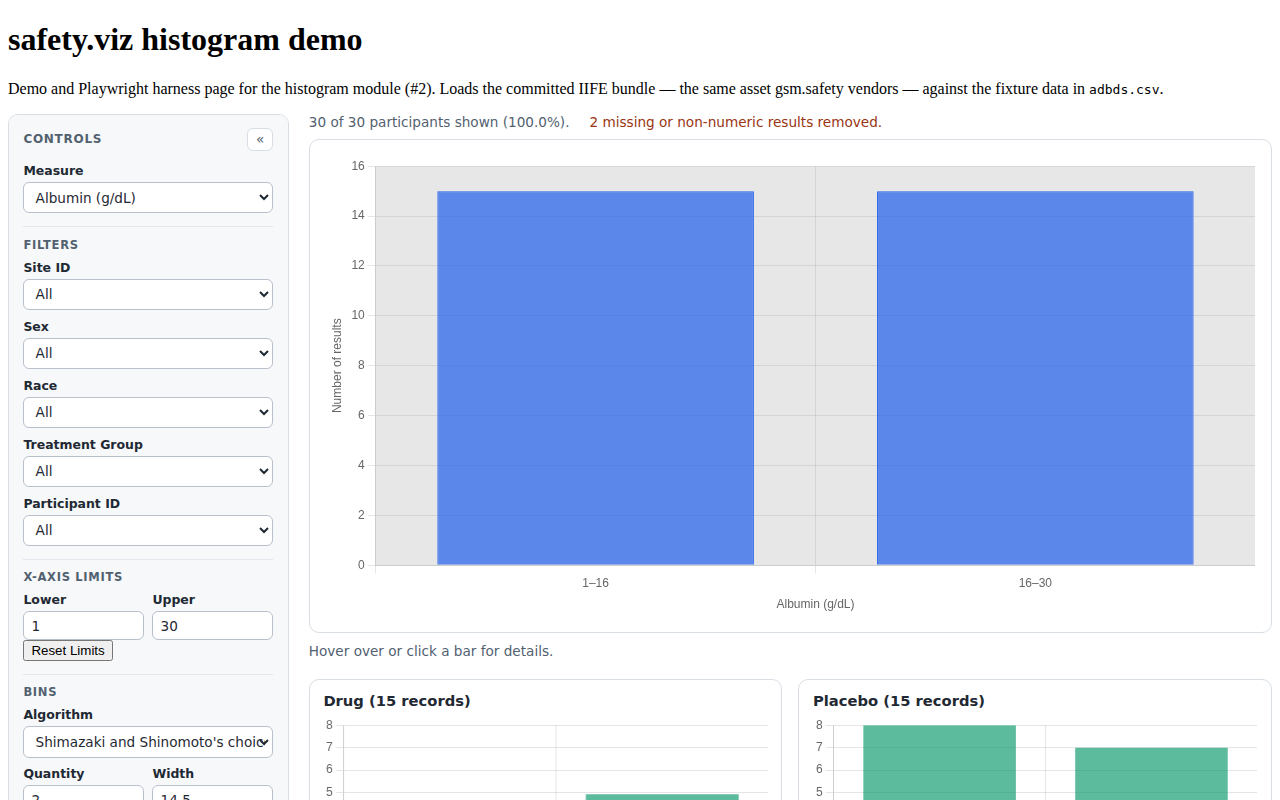 safety.viz histogram demo
Demo and Playwright harness page for the histogram module (#2). Loads the committed IIFE bundle — the same asset gsm.safety vendors — against the fixture data in adbds.csv.
CONTROLS
«
Measure
Albumin (g/dL)
FILTERS
Site ID
All
Sex
All
Race
All
Treatment Group
All
Participant ID
All
X-AXIS LIMITS
Lower
Upper
1
30
Reset Limits
BINS
Algorithm
Shimazaki and Shinomoto's choic
Quantity
Width
2
14.5
30 of 30 participants shown (100.0%).
2 missing or non-numeric results removed.
16
14
12
10
8
6
4
2
0
Number of results
1–16
16–30
Albumin (g/dL)
Hover over or click a bar for details.
Drug (15 records)
8
7
6
5
Placebo (15 records)
8
7
6
5